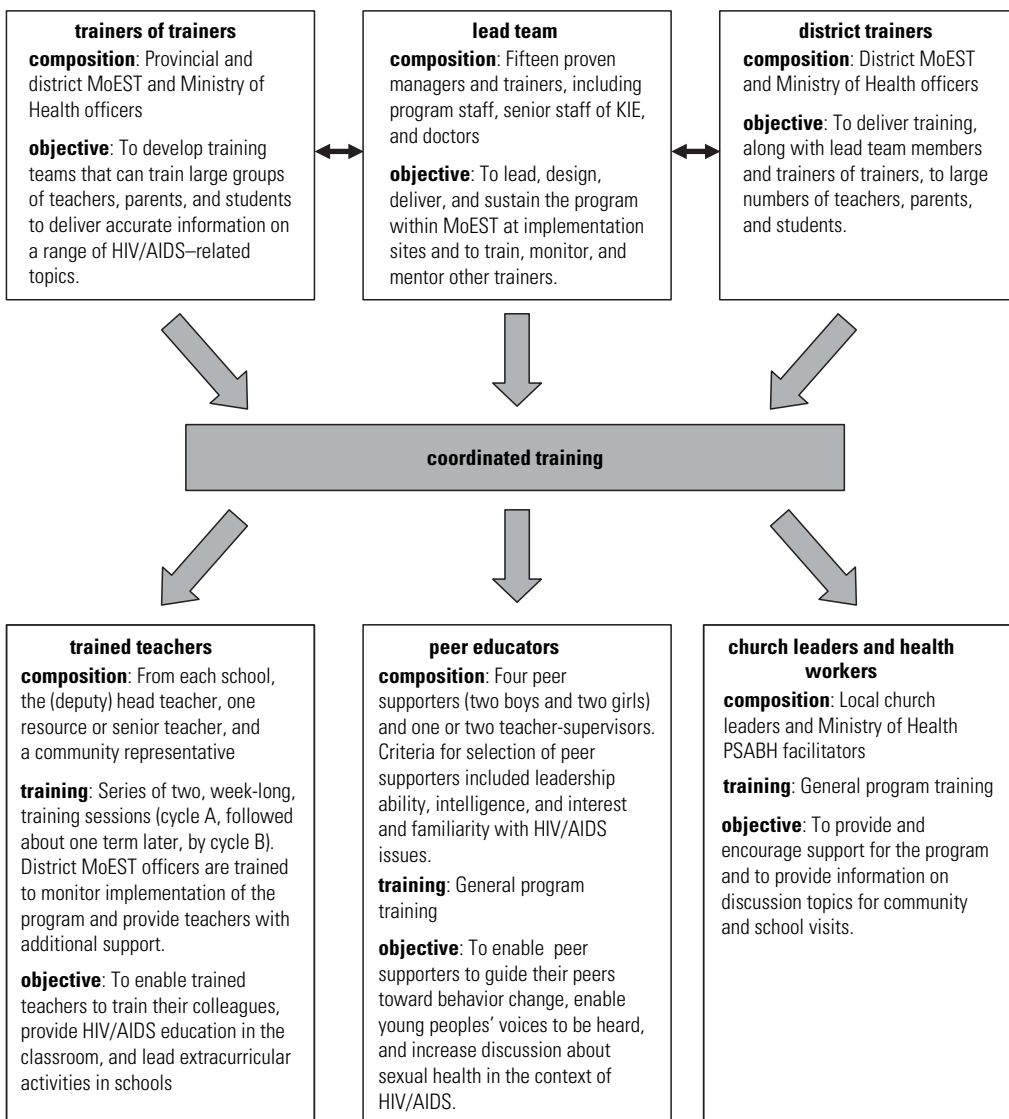 trainers of trainers
composition: Provincial and
district MoEST and Ministry of
Health officers
objective: To develop training
teams that can train large groups
of teachers, parents, and students
to deliver accurate information on
a range of HIV/AIDS–related
topics.
lead team
composition: Fifteen proven
managers and trainers, including
program staff, senior staff of KIE,
and doctors
objective: To lead, design,
deliver, and sustain the program
within MoEST at implementation
sites and to train, monitor, and
mentor other trainers.
district trainers
composition: District MoEST
and Ministry of Health officers
objective: To deliver training,
along with lead team members
and trainers of trainers, to large
numbers of teachers, parents,
and students.
coordinated training
trained teachers
composition: From each school,
the (deputy) head teacher, one
resource or senior teacher, and
a community representative
training: Series of two, week-long,
training sessions (cycle A, followed
about one term later, by cycle B).
District MoEST officers are trained
to monitor implementation of the
program and provide teachers with
additional support.
objective: To enable trained
teachers to train their colleagues,
provide HIV/AIDS education in the
classroom, and lead extracurricular
activities in schools
peer educators
composition: Four peer
supporters (two boys and two girls)
and one or two teacher-supervisors.
Criteria for selection of peer
supporters included leadership
ability, intelligence, and interest
and familiarity with HIV/AIDS
issues.
training: General program
training
objective: To enable peer
supporters to guide their peers
toward behavior change, enable
young peoples' voices to be heard,
and increase discussion about
sexual health in the context of
HIV/AIDS.
church leaders and health
workers
composition: Local church
leaders and Ministry of Health
PSABH facilitators
training: General program training
objective: To provide and
encourage support for the program
and to provide information on
discussion topics for community
and school visits.